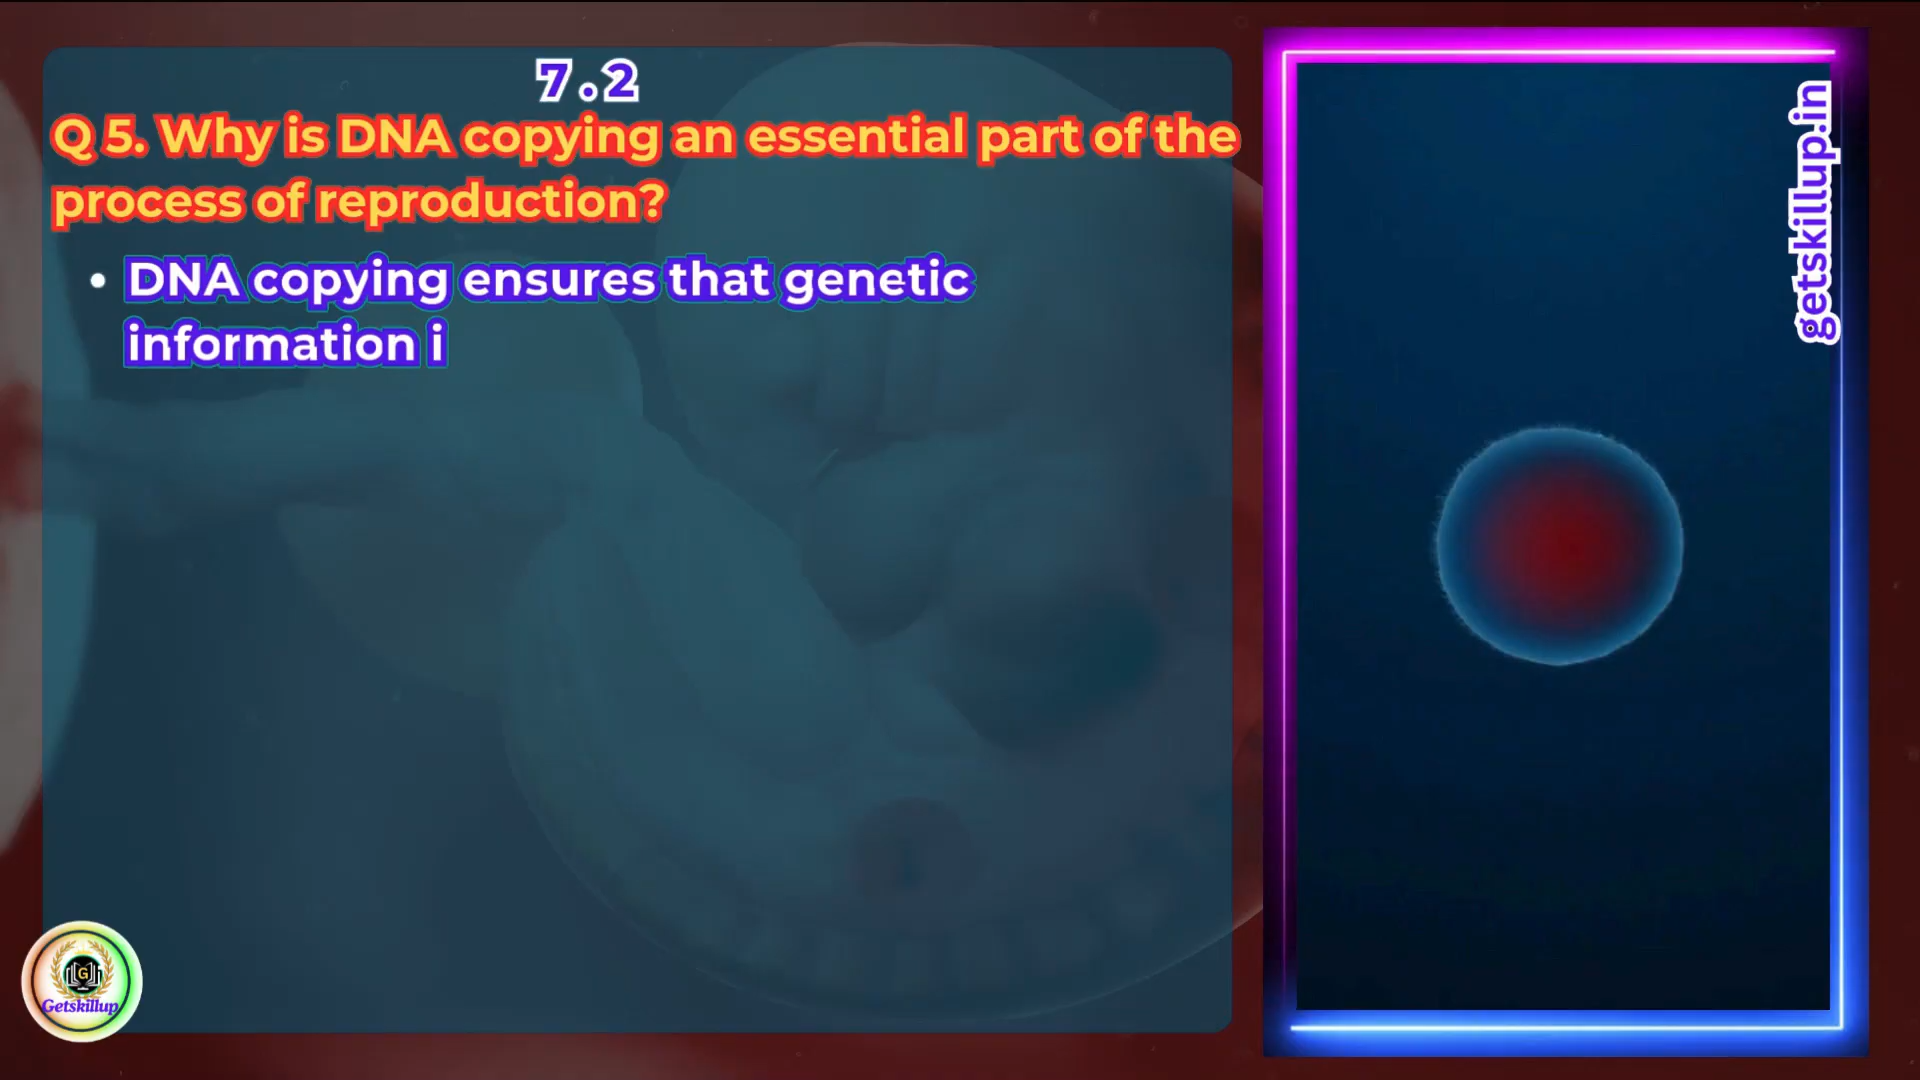 7.2
Q 5. Why is DNA copying an essential part of the
process of reproduction?
• DNA copying ensures that genetic
information i
getskillup.in
G
Getskillup